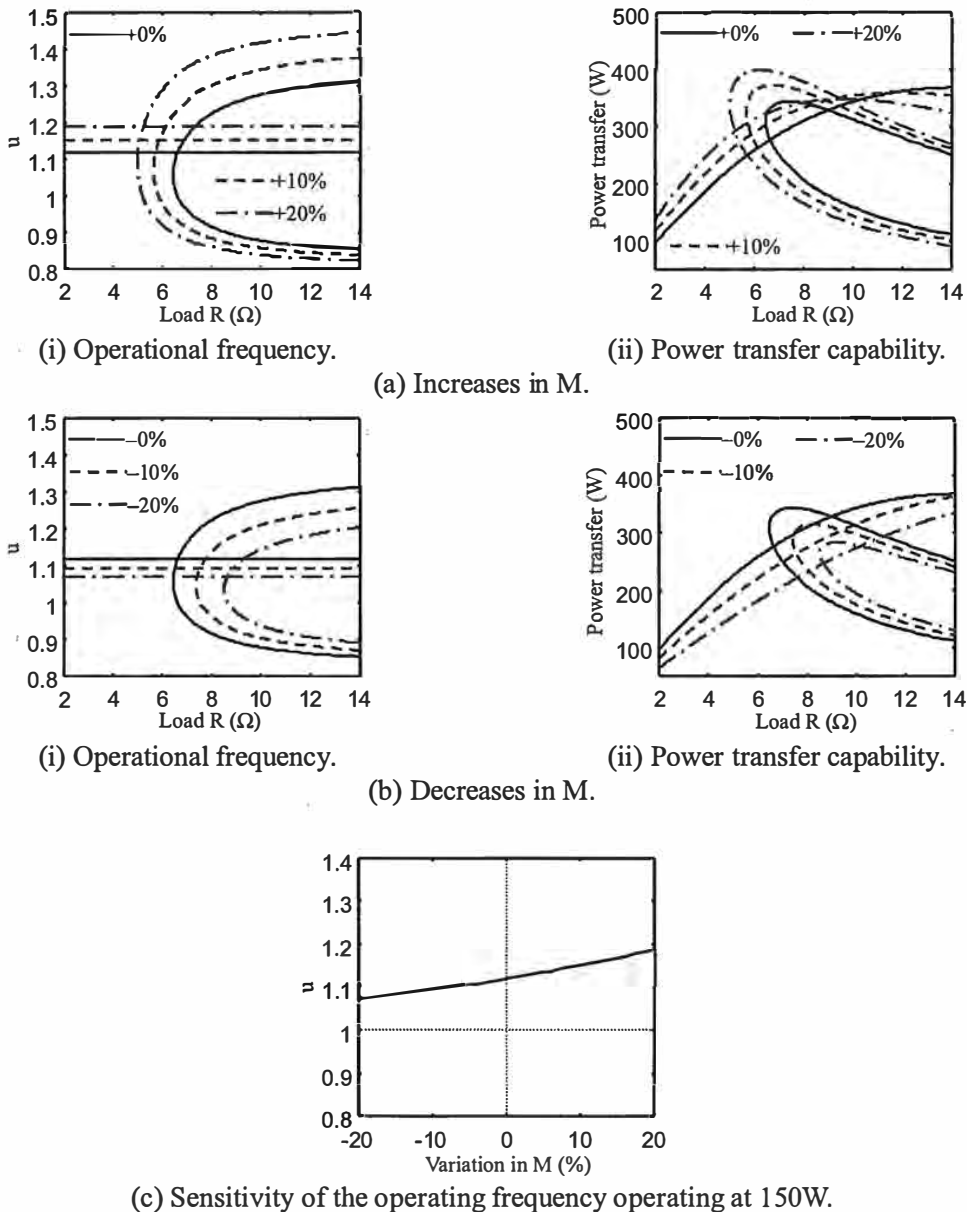 1.5
+0%
1.4
1.3
1.2
u
1.1
1
+10%
+20%
0.9
0.8
2 4 6 8 10 12 14
Load R (Ω)
(i) Operational frequency.
500
+0% +20%
400
Power transfer (W)
300
200
100
+10%
2 4 6 8 10 12 14
Load R (Ω)
(ii) Power transfer capability.
(a) Increases in M.
1.5
−0%
1.4
−10%
1.3
−20%
1.2
u
1.1
1
0.9
0.8
2 4 6 8 10 12 14
Load R (Ω)
(i) Operational frequency.
500
−0% −20%
400
−10%
Power transfer (W)
300
200
100
2 4 6 8 10 12 14
Load R (Ω)
(ii) Power transfer capability.
(b) Decreases in M.
1.4
1.3
1.2
u
1.1
1
0.9
0.8
-20 -10 0 10 20
Variation in M (%)
(c) Sensitivity of the operating frequency operating at 150W.